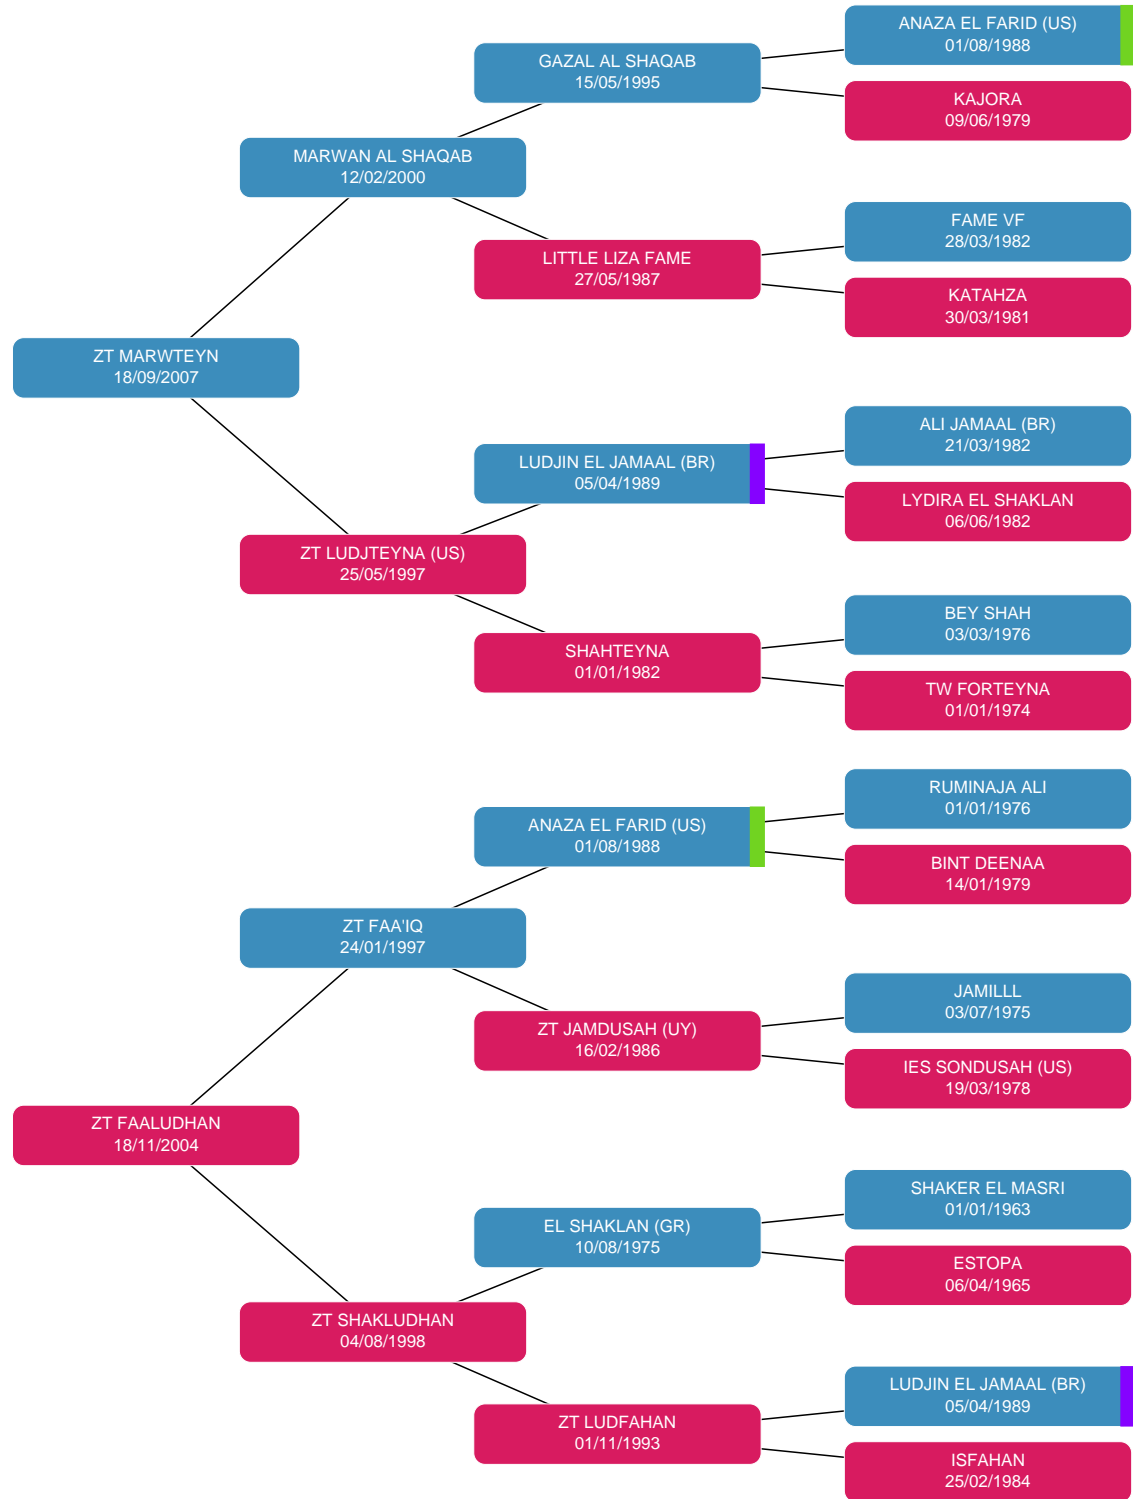 ANAZA EL FARID (US)
01/08/1988
GAZAL AL SHAQAB
15/05/1995
KAJORA
09/06/1979
MARWAN AL SHAQAB
12/02/2000
FAME VF
28/03/1982
LITTLE LIZA FAME
27/05/1987
KATAHZA
30/03/1981
ZT MARWTEYN
18/09/2007
ALI JAMAAL (BR)
21/03/1982
LUDJIN EL JAMAAL (BR)
05/04/1989
LYDIRA EL SHAKLAN
06/06/1982
ZT LUDJTEYNA (US)
25/05/1997
BEY SHAH
03/03/1976
SHAHTEYNA
01/01/1982
TW FORTEYNA
01/01/1974
RUMINAJA ALI
01/01/1976
ANAZA EL FARID (US)
01/08/1988
BINT DEENAA
14/01/1979
ZT FAA'IQ
24/01/1997
JAMILLL
03/07/1975
ZT JAMDUSAH (UY)
16/02/1986
IES SONDUSAH (US)
19/03/1978
ZT FAALUDHAN
18/11/2004
SHAKER EL MASRI
01/01/1963
EL SHAKLAN (GR)
10/08/1975
ESTOPA
06/04/1965
ZT SHAKLUDHAN
04/08/1998
LUDJIN EL JAMAAL (BR)
05/04/1989
ZT LUDFAHAN
01/11/1993
ISFAHAN
25/02/1984